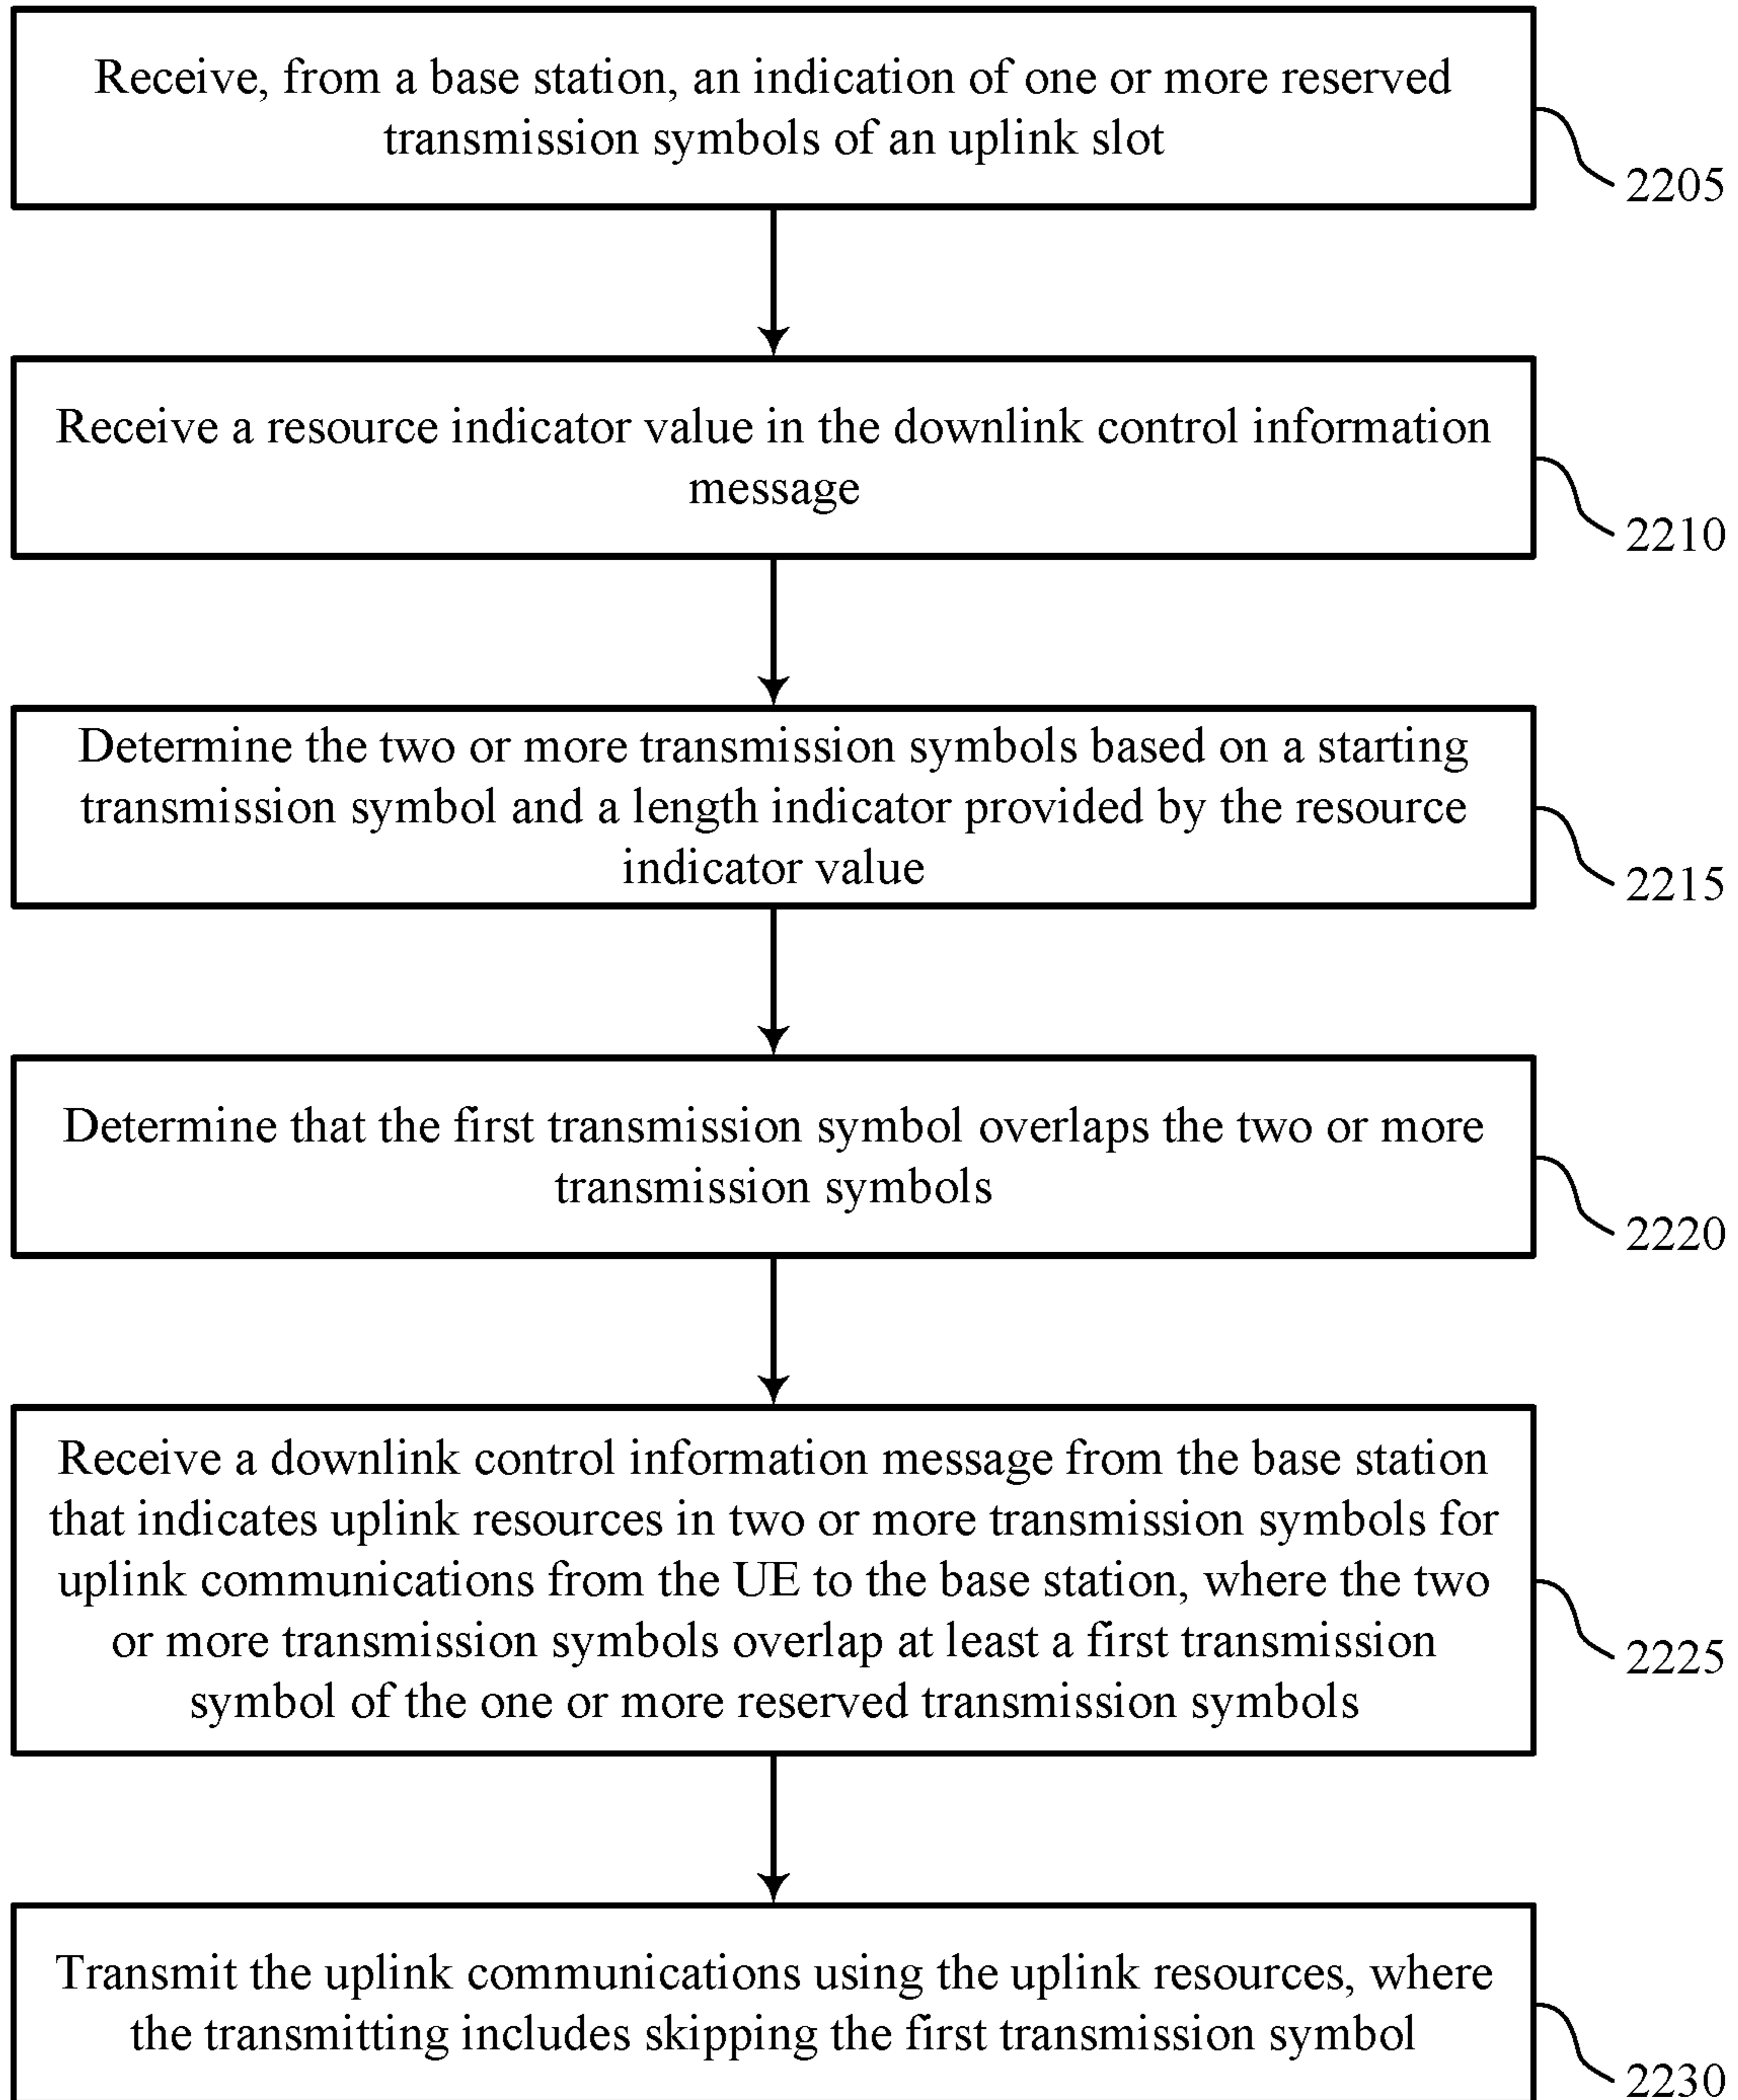 Receive, from a base station, an indication of one or more reserved
transmission symbols of an uplink slot
2205
Receive a resource indicator value in the downlink control information
message
2210
Determine the two or more transmission symbols based on a starting
transmission symbol and a length indicator provided by the resource
indicator value
2215
Determine that the first transmission symbol overlaps the two or more
transmission symbols
2220
Receive a downlink control information message from the base station
that indicates uplink resources in two or more transmission symbols for
uplink communications from the UE to the base station, where the two
or more transmission symbols overlap at least a first transmission
symbol of the one or more reserved transmission symbols
2225
Transmit the uplink communications using the uplink resources, where
the transmitting includes skipping the first transmission symbol
2230